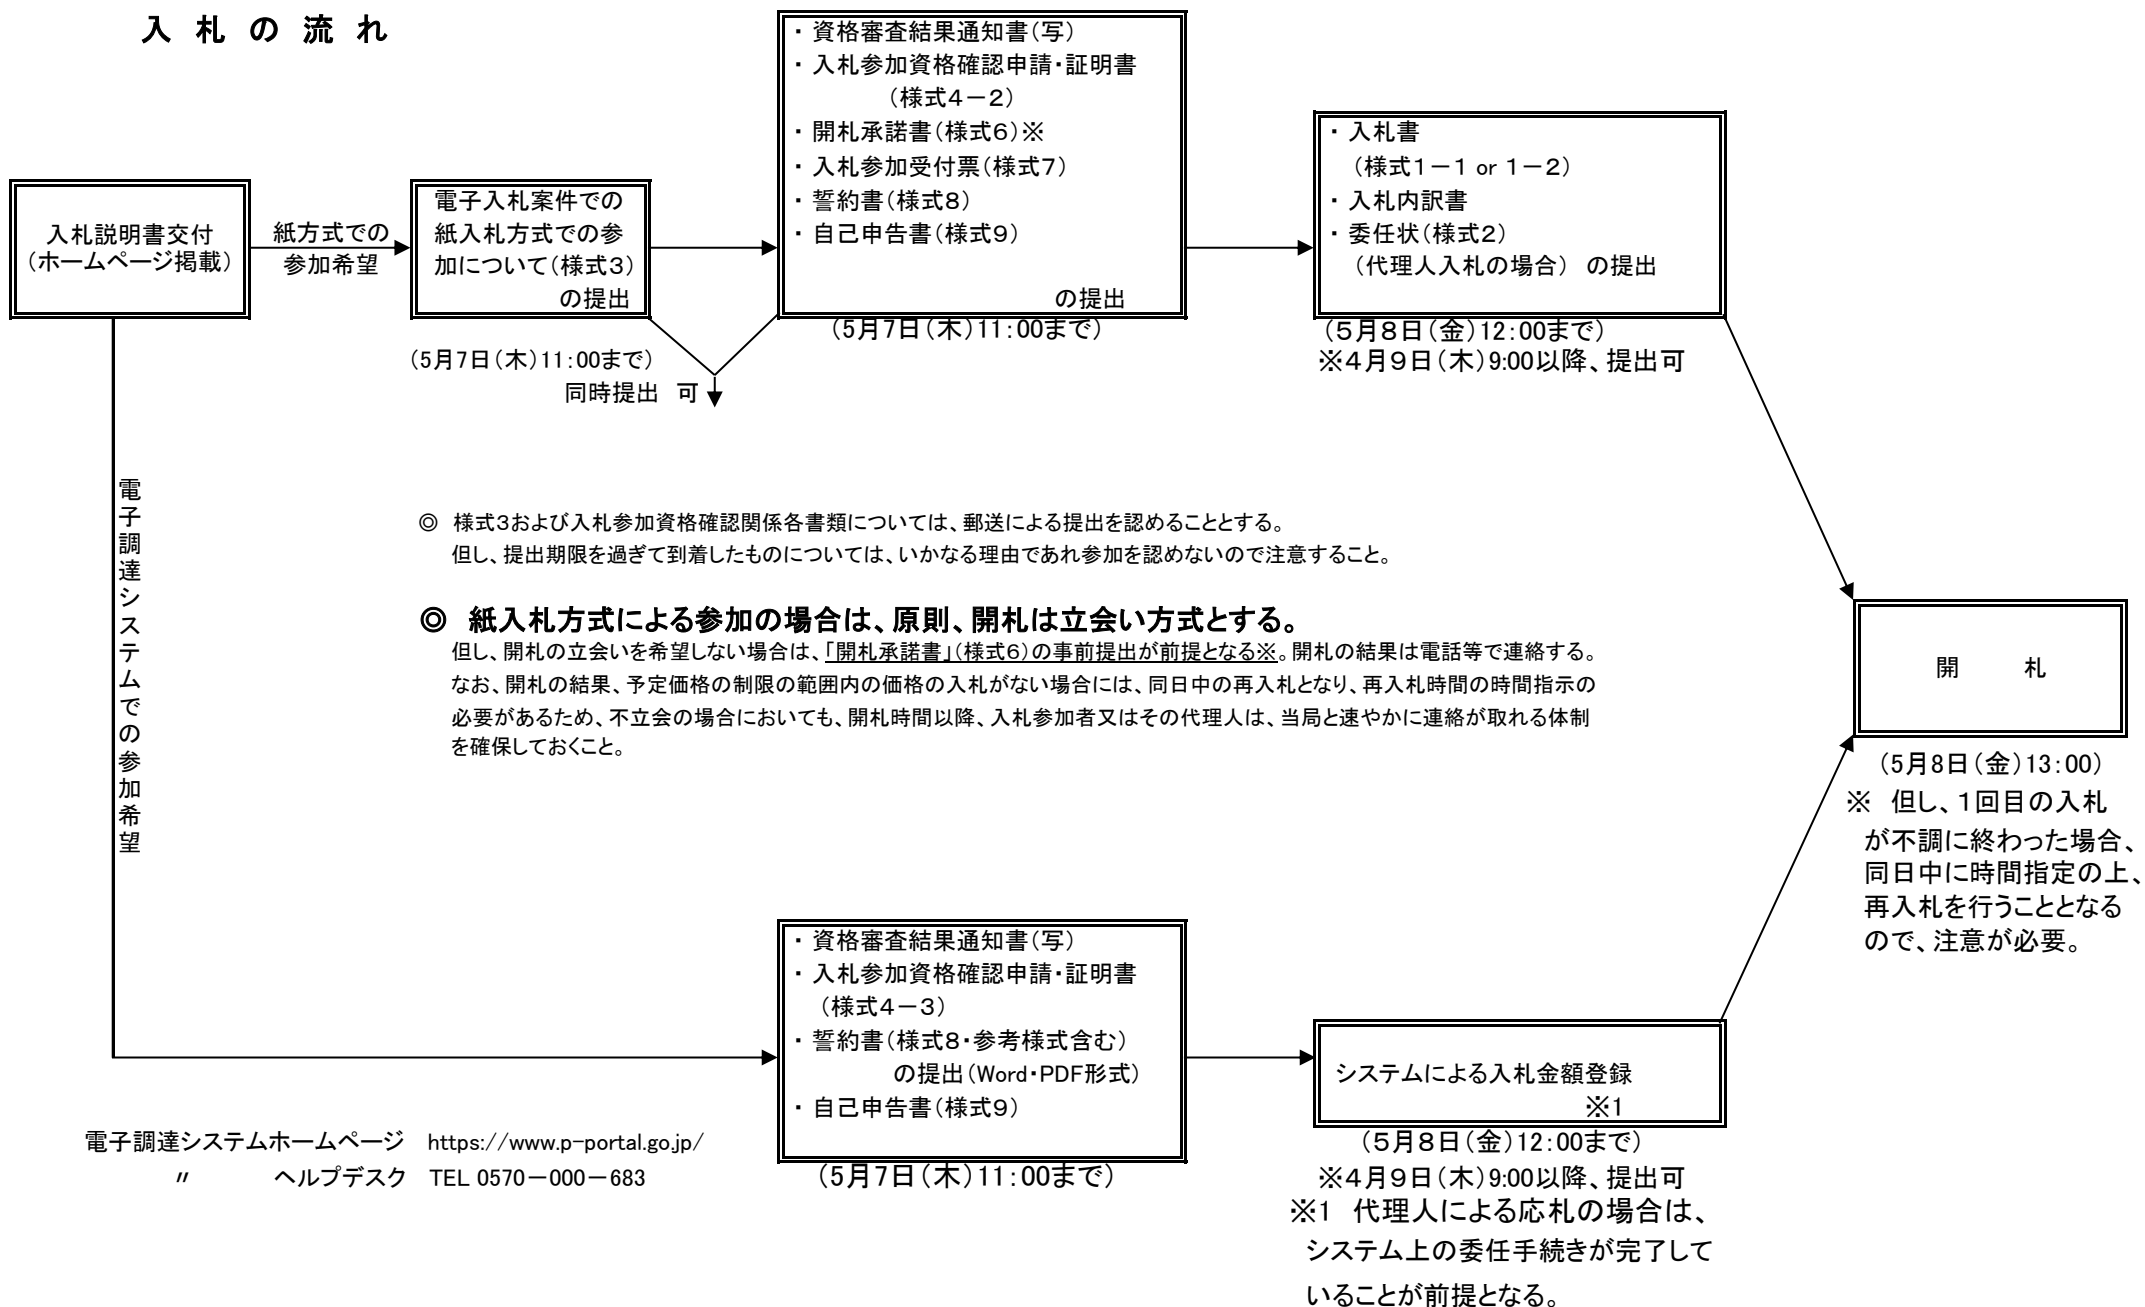 入 札 の 流 れ
入札説明書交付
（ホームページ掲載）
紙方式での
参加希望
電子入札案件での
紙入札方式での参
加について（様式３）
の提出
（5月7日（木）11：00まで）
同時提出　可
・ 資格審査結果通知書（写）
・ 入札参加資格確認申請・証明書
（様式４－２）
・ 開札承諾書（様式６）※
・ 入札参加受付票（様式７）
・ 誓約書（様式８）
・ 自己申告書（様式９）
の提出
（5月7日（木）11：00まで）
・ 入札書
（様式１－１ or １－２）
・ 入札内訳書
・ 委任状（様式２）
（代理人入札の場合）　の提出
（５月８日（金）12：00まで）
※４月９日（木）9:00以降、提出可
電子調達システムでの参加希望
◎　様式３および入札参加資格確認関係各書類については、郵送による提出を認めることとする。
但し、提出期限を過ぎて到着したものについては、いかなる理由であれ参加を認めないので注意すること。
◎　紙入札方式による参加の場合は、原則、開札は立会い方式とする。
但し、開札の立会いを希望しない場合は、「開札承諾書」（様式６）の事前提出が前提となる※。開札の結果は電話等で連絡する。
なお、開札の結果、予定価格の制限の範囲内の価格の入札がない場合には、同日中の再入札となり、再入札時間の時間指示の
必要があるため、不立会の場合においても、開札時間以降、入札参加者又はその代理人は、当局と速やかに連絡が取れる体制
を確保しておくこと。
開　　札
（5月8日（金）13：00）
※　但し、１回目の入札
が不調に終わった場合、
同日中に時間指定の上、
再入札を行うこととなる
ので、注意が必要。
・ 資格審査結果通知書（写）
・ 入札参加資格確認申請・証明書
（様式４－３）
・ 誓約書（様式８・参考様式含む）
の提出（Word・PDF形式）
・ 自己申告書（様式９）
（5月7日（木）11：00まで）
システムによる入札金額登録
※1
（５月８日（金）12：00まで）
※４月９日（木）9:00以降、提出可
※1　代理人による応札の場合は、
システム上の委任手続きが完了して
いることが前提となる。
電子調達システムホームページ　https://www.p-portal.go.jp/
〃　　　ヘルプデスク　TEL 0570－000－683